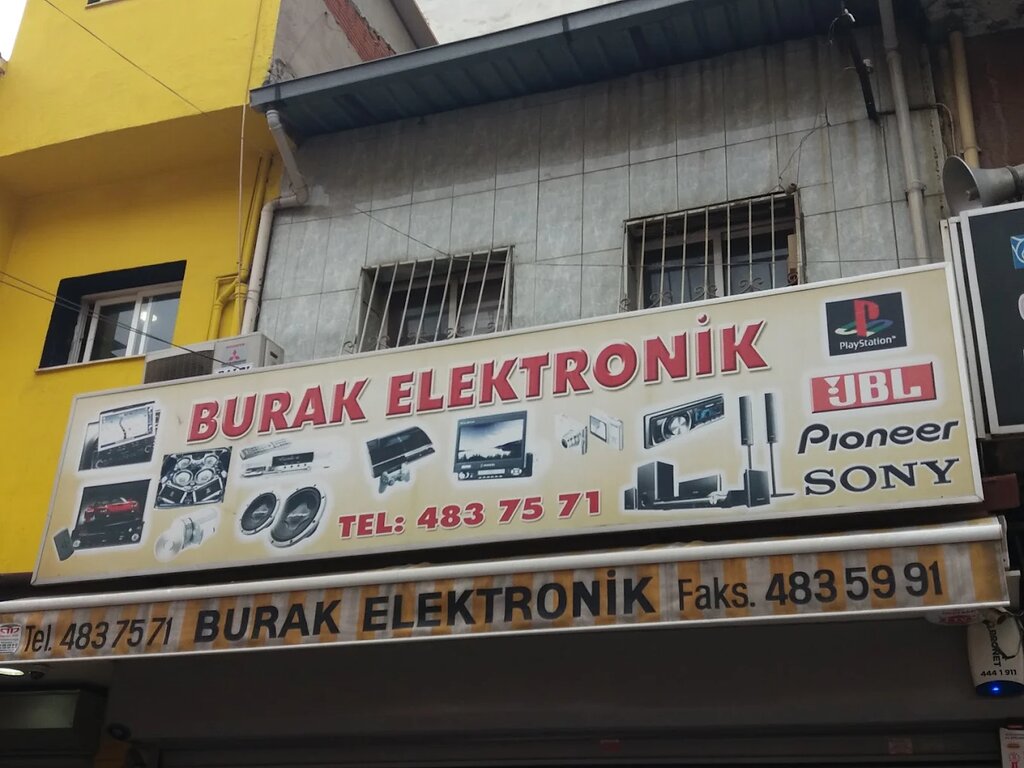 BURAK ELEKTRONİK
PlayStation
JBL
Pioneer
SONY
TEL: 483 75 71
Tel. 483 75 71 BURAK ELEKTRONİK Faks. 483 59 91
444 1 911